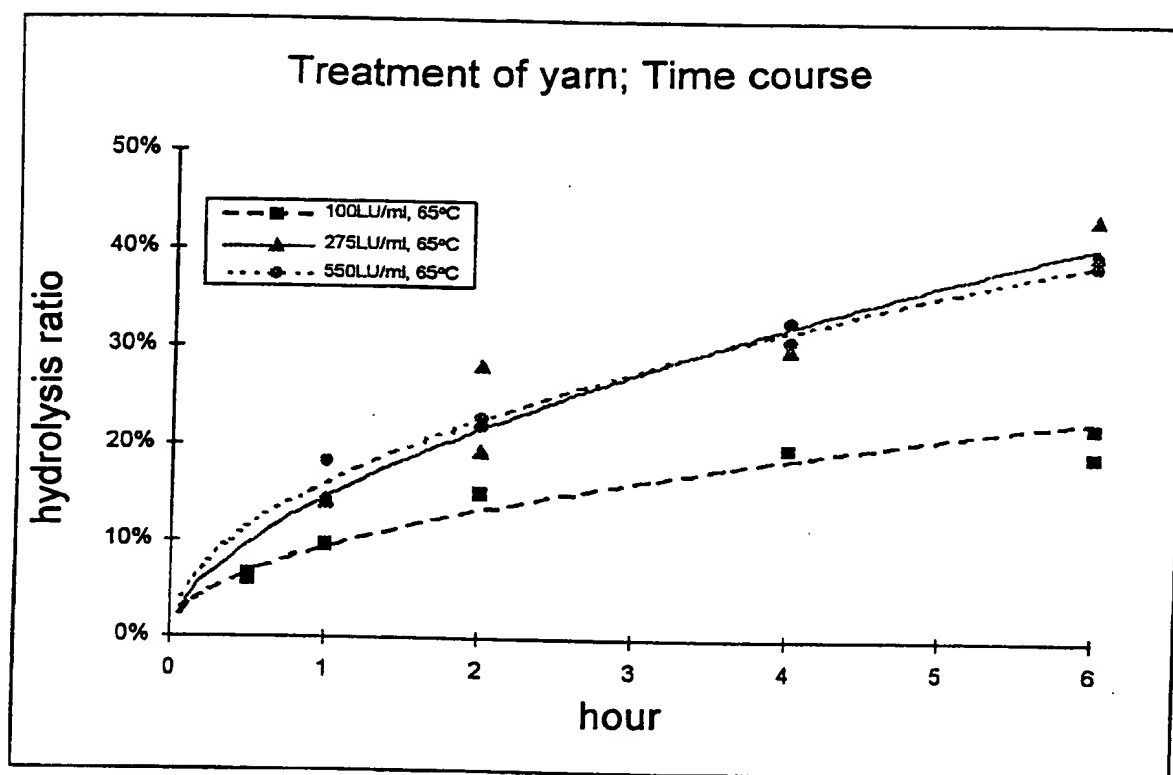 Treatment of yarn; Time course
50%
40%
30%
20%
10%
0%
100LU/ml, 65°C
275LU/ml, 65°C
550LU/ml, 65°C
hydrolysis ratio
0 1 2 3 4 5 6
hour